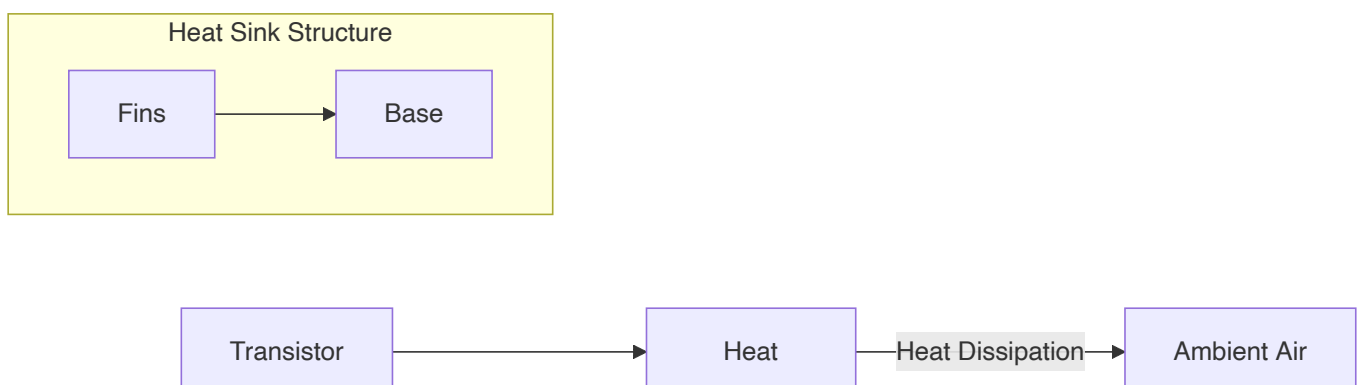 Heat Sink Structure
Fins
Base
Transistor
Heat
Heat Dissipation
Ambient Air